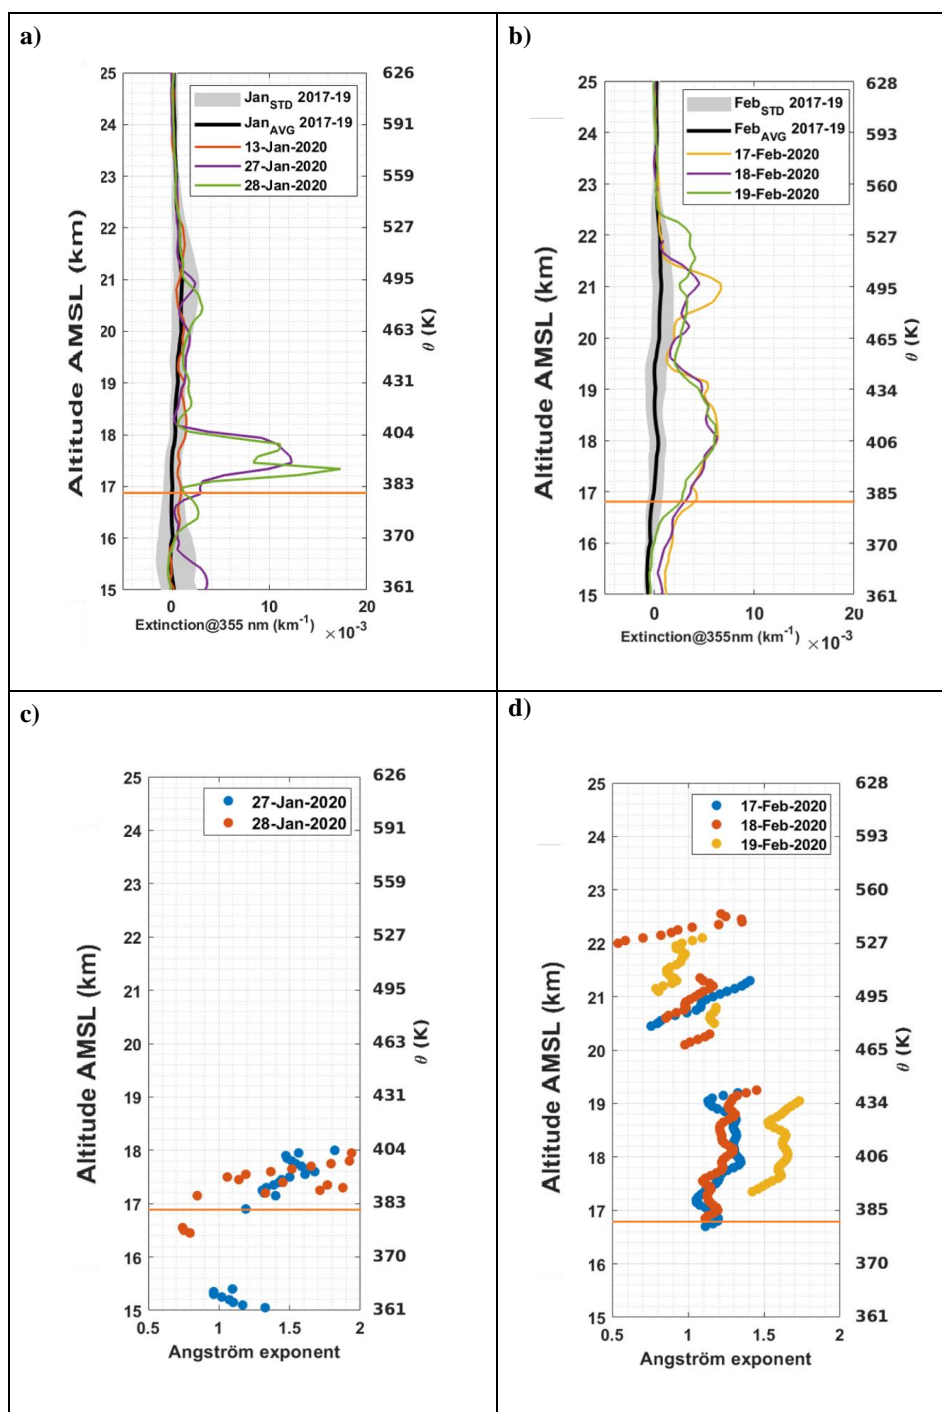 a)
25
24
23
22
21
20
19
18
17
16
15
Altitude AMSL (km)
Jan_STD 2017-19
Jan_AVG 2017-19
13-Jan-2020
27-Jan-2020
28-Jan-2020
626
591
559
527
495
463
431
404
383
370
361
θ (K)
0 10 20
Extinction@355 nm (km^-1) ×10^-3
b)
25
24
23
22
21
20
19
18
17
16
15
Altitude AMSL (km)
Feb_STD 2017-19
Feb_AVG 2017-19
17-Feb-2020
18-Feb-2020
19-Feb-2020
628
593
560
527
495
465
434
406
385
370
361
θ (K)
0 10 20
Extinction@355nm (km^-1) ×10^-3
c)
25
24
23
22
21
20
19
18
17
16
15
Altitude AMSL (km)
27-Jan-2020
28-Jan-2020
626
591
559
527
495
463
431
404
383
370
361
θ (K)
0.5 1 1.5 2
Angström exponent
d)
25
24
23
22
21
20
19
18
17
16
15
Altitude AMSL (km)
17-Feb-2020
18-Feb-2020
19-Feb-2020
628
593
560
527
495
465
434
406
385
370
361
θ (K)
0.5 1 1.5 2
Angström exponent